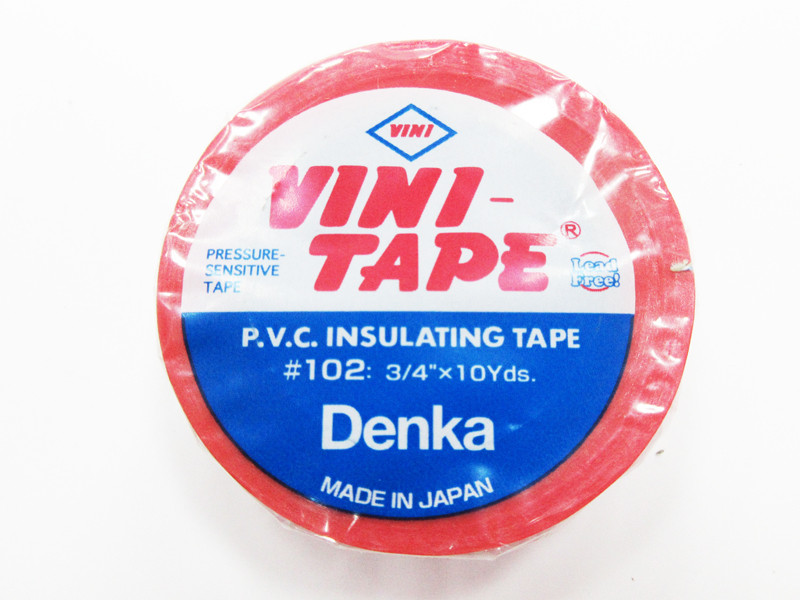 VINI
VINI-
TAPE®
PRESSURE-
SENSITIVE
TAPE
Lead
Free!
P.V.C. INSULATING TAPE
#102: 3/4"×10Yds.
Denka
MADE IN JAPAN